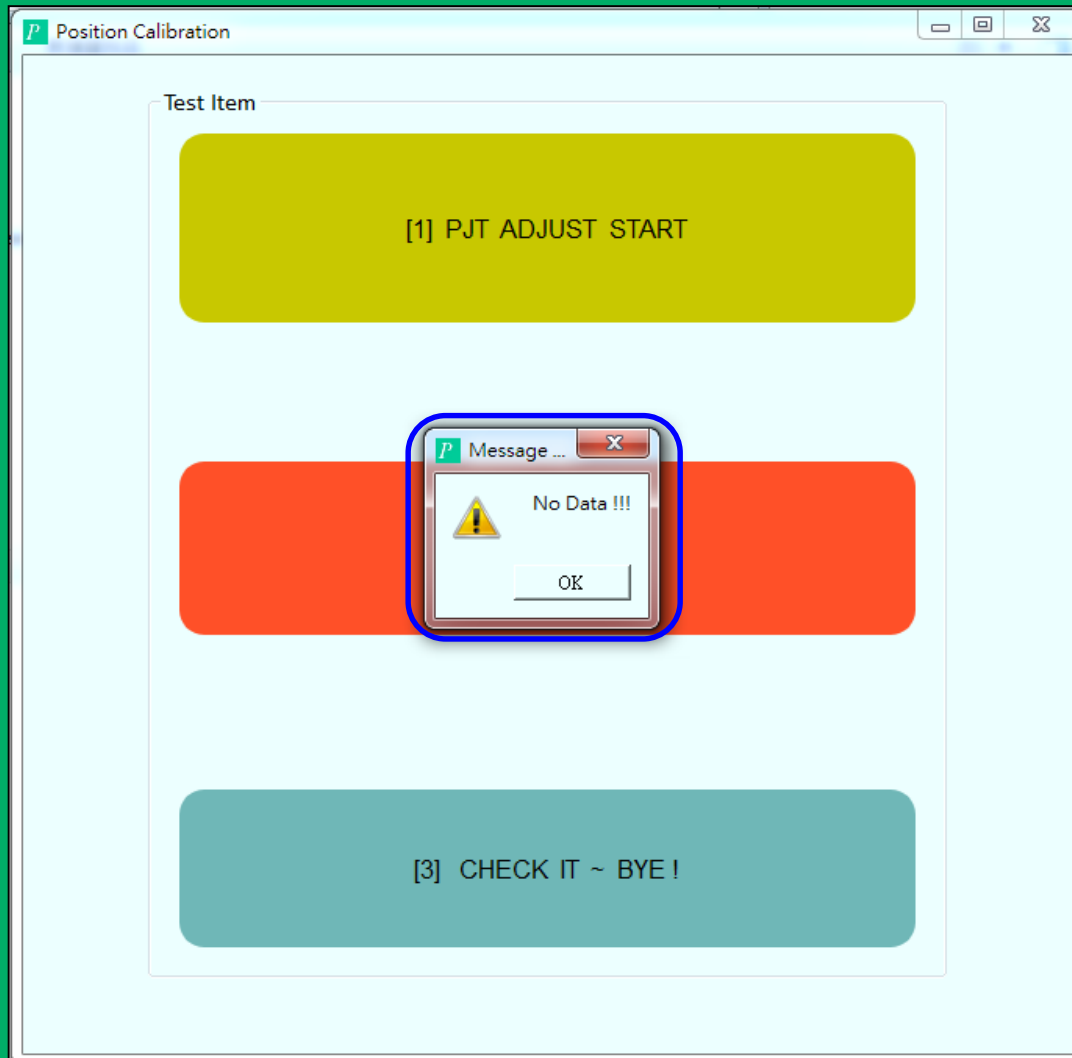 P Position Calibration
Test Item
[1] PJT ADJUST START
P Message ...
No Data !!!
OK
[3] CHECK IT ~ BYE !